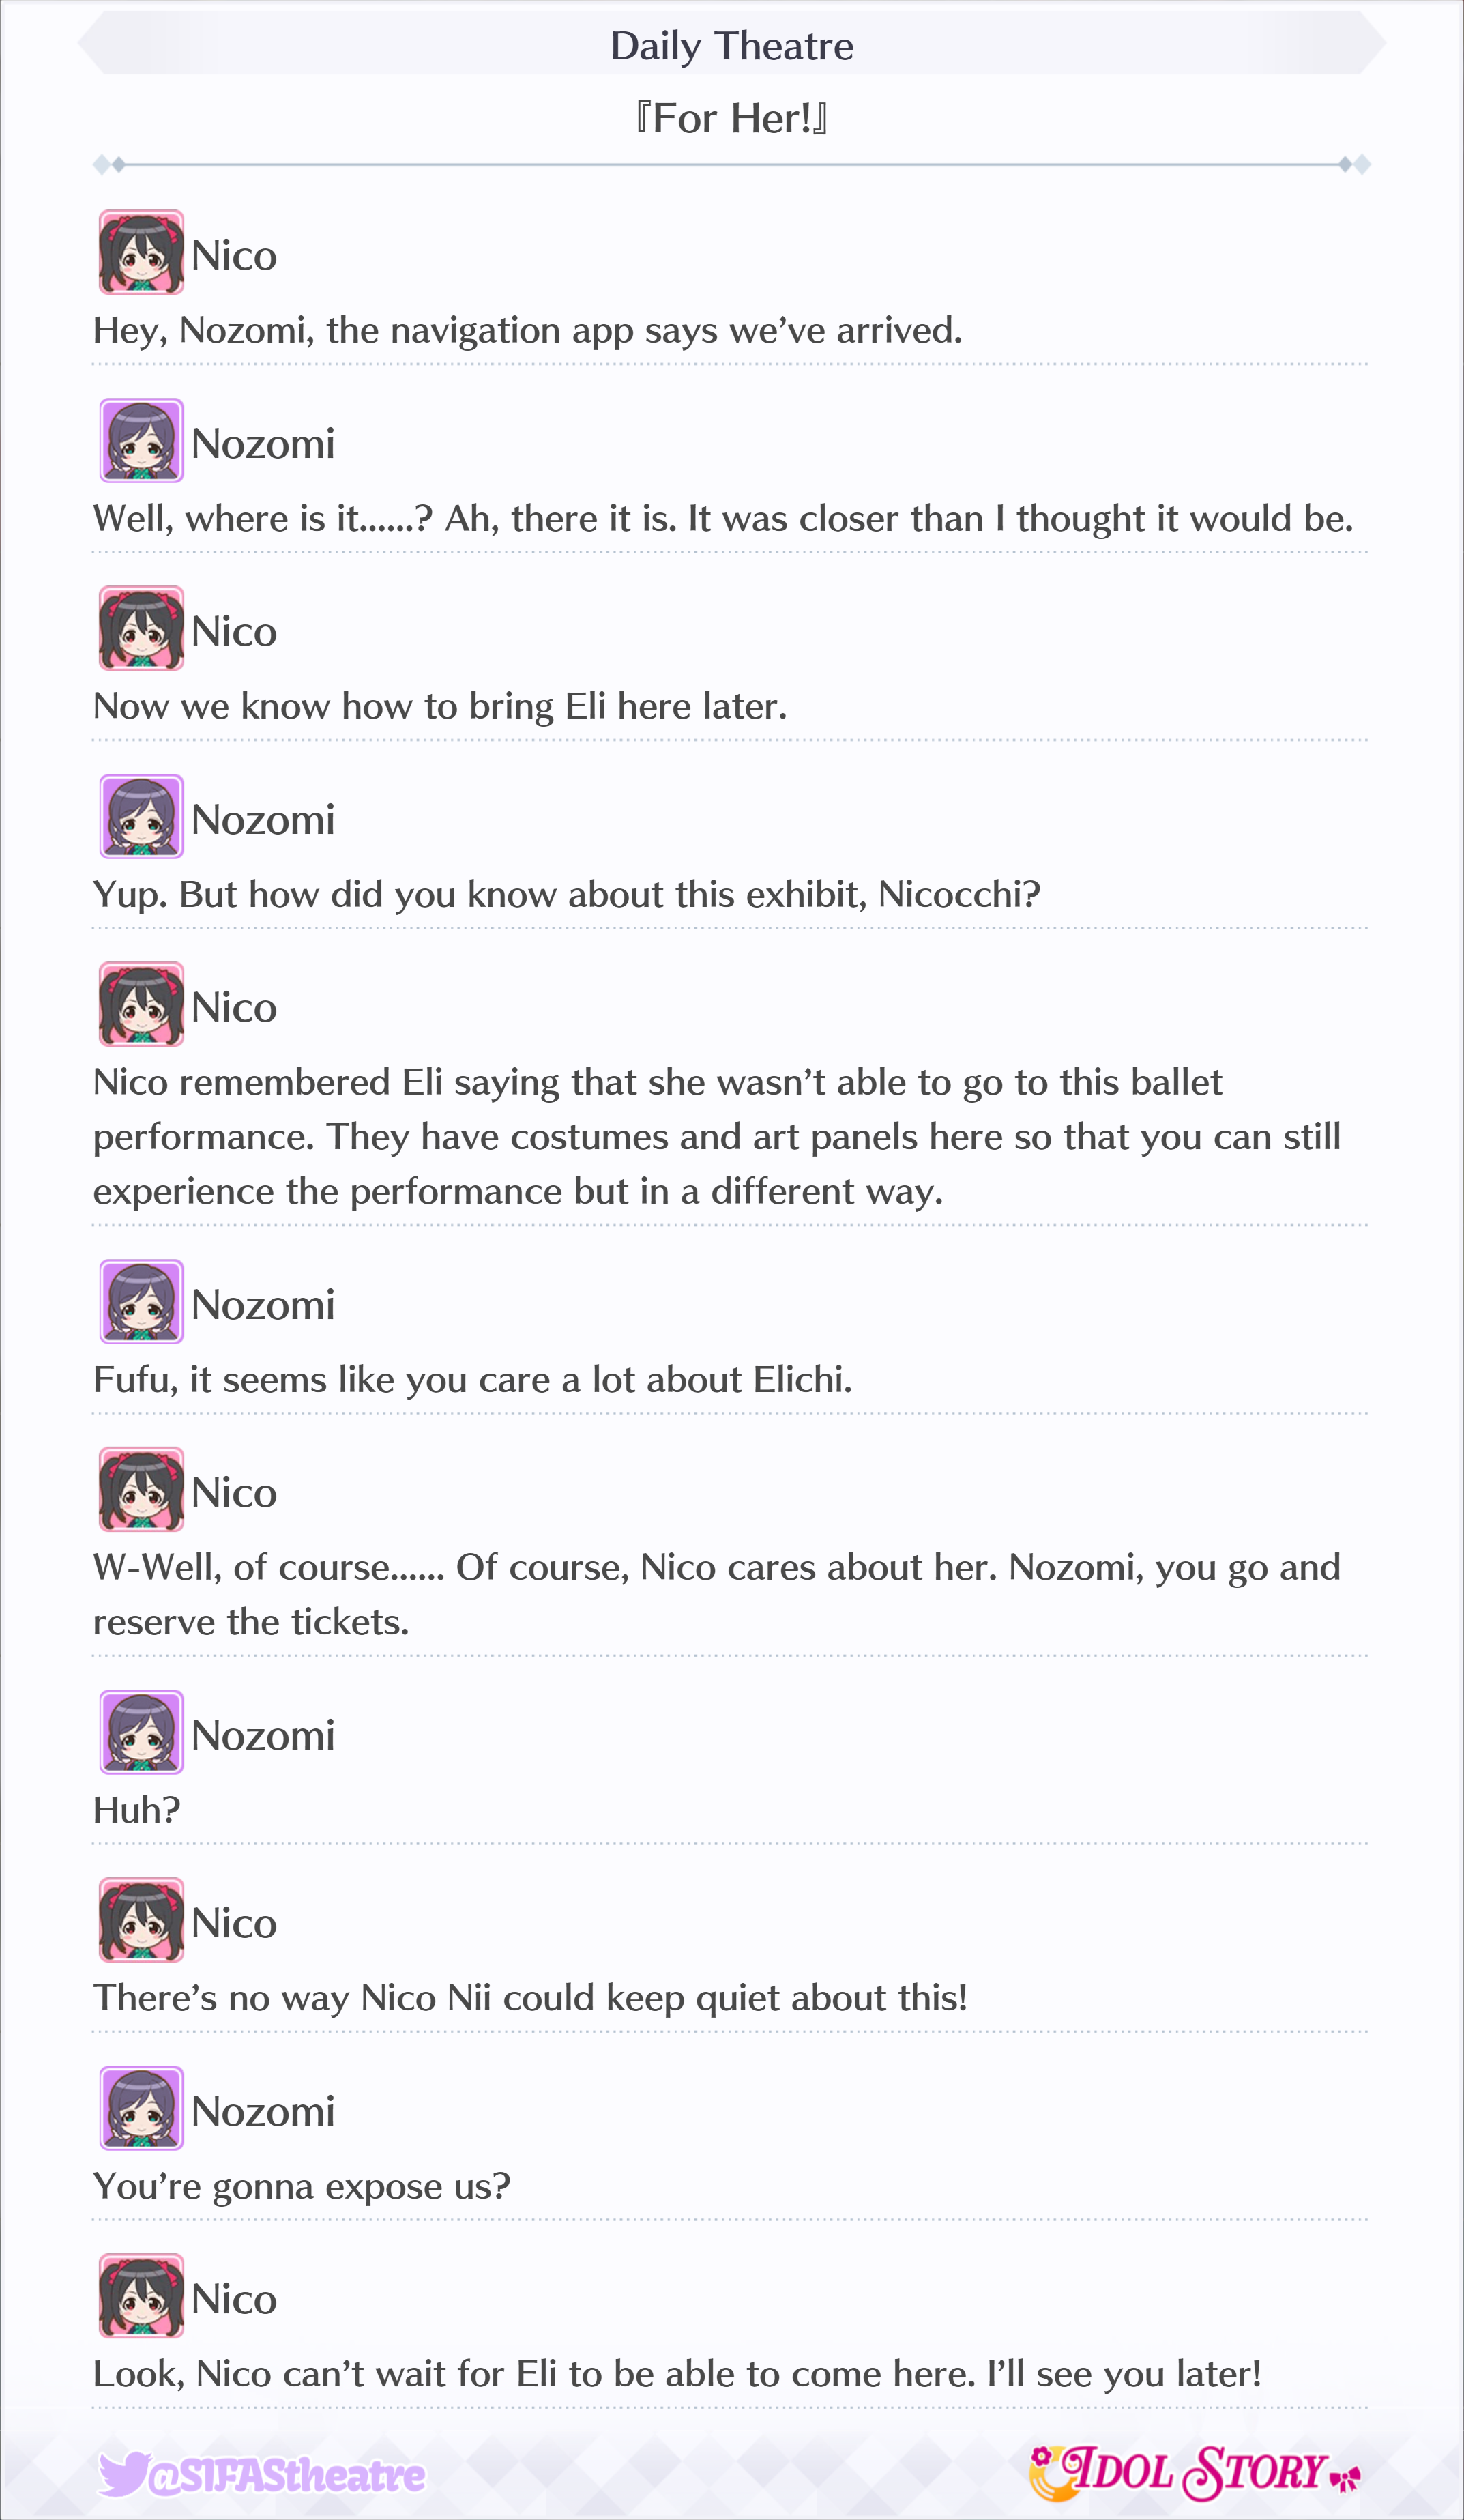 Daily Theatre
『For Her!』
Nico
Hey, Nozomi, the navigation app says we’ve arrived.
Nozomi
Well, where is it......? Ah, there it is. It was closer than I thought it would be.
Nico
Now we know how to bring Eli here later.
Nozomi
Yup. But how did you know about this exhibit, Nicocchi?
Nico
Nico remembered Eli saying that she wasn’t able to go to this ballet
performance. They have costumes and art panels here so that you can still
experience the performance but in a different way.
Nozomi
Fufu, it seems like you care a lot about Elichi.
Nico
W-Well, of course...... Of course, Nico cares about her. Nozomi, you go and
reserve the tickets.
Nozomi
Huh?
Nico
There’s no way Nico Nii could keep quiet about this!
Nozomi
You’re gonna expose us?
Nico
Look, Nico can’t wait for Eli to be able to come here. I’ll see you later!
@SIFAStheatre
IDOL STORY